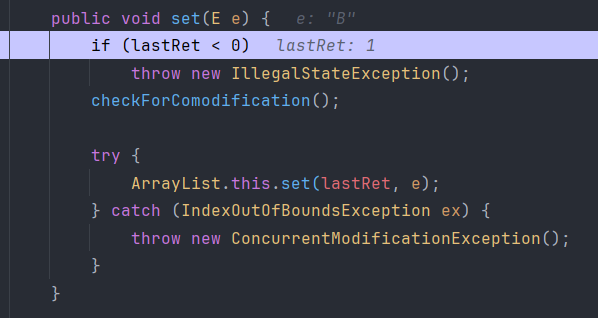 public void set(E e) { e: "B"
if (lastRet < 0) lastRet: 1
throw new IllegalStateException();
checkForComodification();
try {
ArrayList.this.set(lastRet, e);
} catch (IndexOutOfBoundsException ex) {
throw new ConcurrentModificationException();
}
}